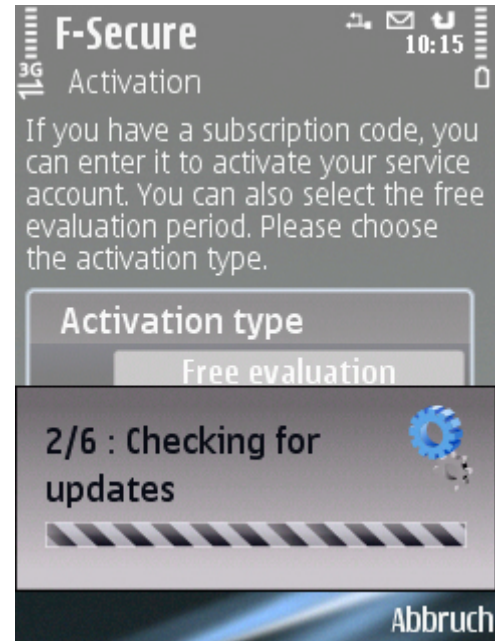 F-Secure
10:15
3G
Activation
If you have a subscription code, you
can enter it to activate your service
account. You can also select the free
evaluation period. Please choose
the activation type.
Activation type
Free evaluation
2/6 : Checking for
updates
Abbruch